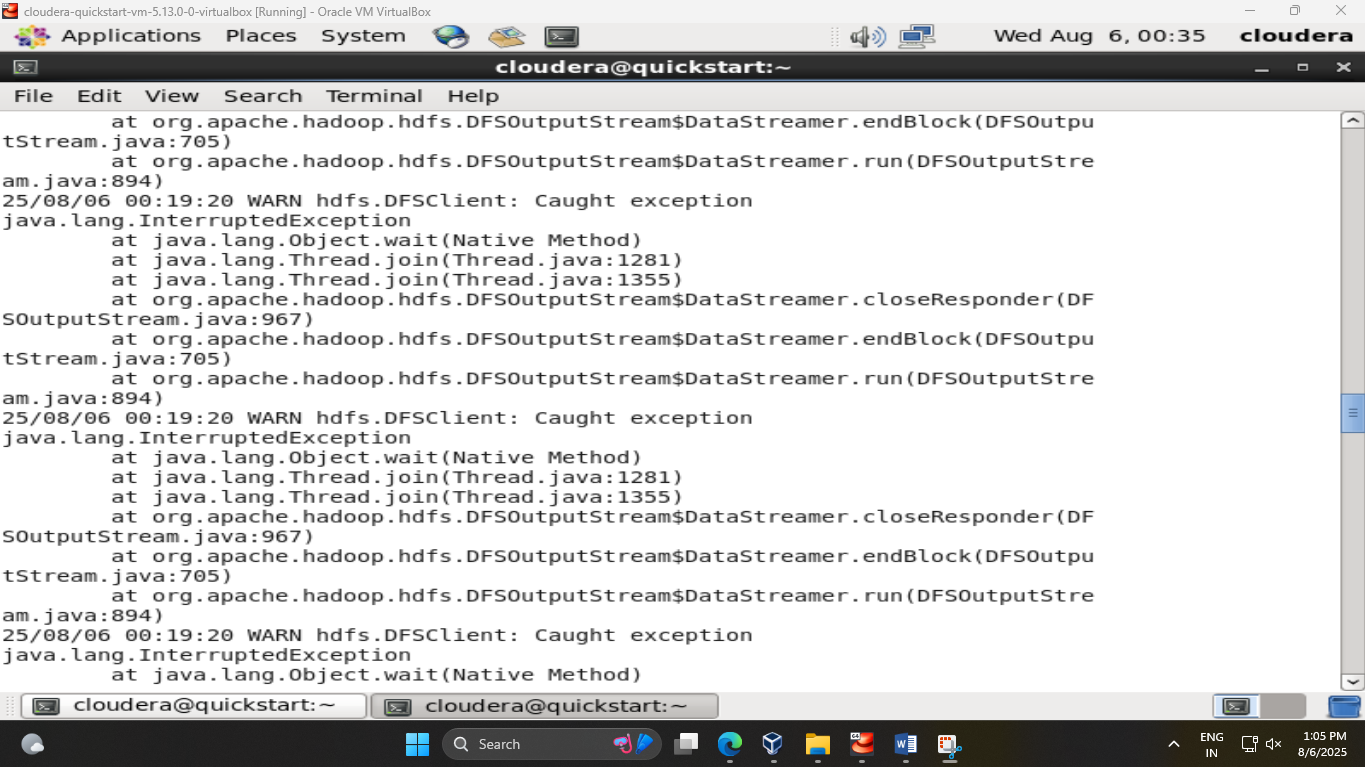 cloudera-quickstart-vm-5.13.0-0-virtualbox [Running] - Oracle VM VirtualBox
Applications Places System Wed Aug 6, 00:35 cloudera
cloudera@quickstart:~
File Edit View Search Terminal Help
at org.apache.hadoop.hdfs.DFSOutputStream$DataStreamer.endBlock(DFSOutpu
tStream.java:705)
at org.apache.hadoop.hdfs.DFSOutputStream$DataStreamer.run(DFSOutputStre
am.java:894)
25/08/06 00:19:20 WARN hdfs.DFSClient: Caught exception
java.lang.InterruptedException
at java.lang.Object.wait(Native Method)
at java.lang.Thread.join(Thread.java:1281)
at java.lang.Thread.join(Thread.java:1355)
at org.apache.hadoop.hdfs.DFSOutputStream$DataStreamer.closeResponder(DF
SOutputStream.java:967)
at org.apache.hadoop.hdfs.DFSOutputStream$DataStreamer.endBlock(DFSOutpu
tStream.java:705)
at org.apache.hadoop.hdfs.DFSOutputStream$DataStreamer.run(DFSOutputStre
am.java:894)
25/08/06 00:19:20 WARN hdfs.DFSClient: Caught exception
java.lang.InterruptedException
at java.lang.Object.wait(Native Method)
at java.lang.Thread.join(Thread.java:1281)
at java.lang.Thread.join(Thread.java:1355)
at org.apache.hadoop.hdfs.DFSOutputStream$DataStreamer.closeResponder(DF
SOutputStream.java:967)
at org.apache.hadoop.hdfs.DFSOutputStream$DataStreamer.endBlock(DFSOutpu
tStream.java:705)
at org.apache.hadoop.hdfs.DFSOutputStream$DataStreamer.run(DFSOutputStre
am.java:894)
25/08/06 00:19:20 WARN hdfs.DFSClient: Caught exception
java.lang.InterruptedException
at java.lang.Object.wait(Native Method)
cloudera@quickstart:~ cloudera@quickstart:~
Search ENG 1:05 PM
IN 8/6/2025